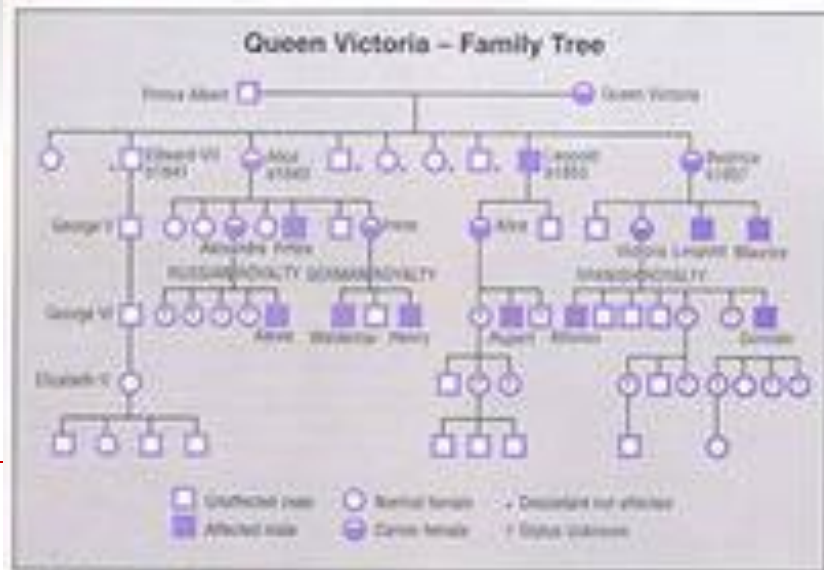 Queen Victoria – Family Tree
Prince Albert
Queen Victoria
Edward VII
Alice
Leopold
Beatrice
George V
Alexandra
Irene
Alice
Victoria Leopold Maurice
RUSSIAN ROYALTY
GERMAN ROYALTY
SPANISH ROYALTY
George VI
Waldemar Henry
Rupert
Alfonso
Gonzalo
Elizabeth II
Unaffected male
Normal female
Descendant not affected
Affected male
Carrier female
? Status Unknown